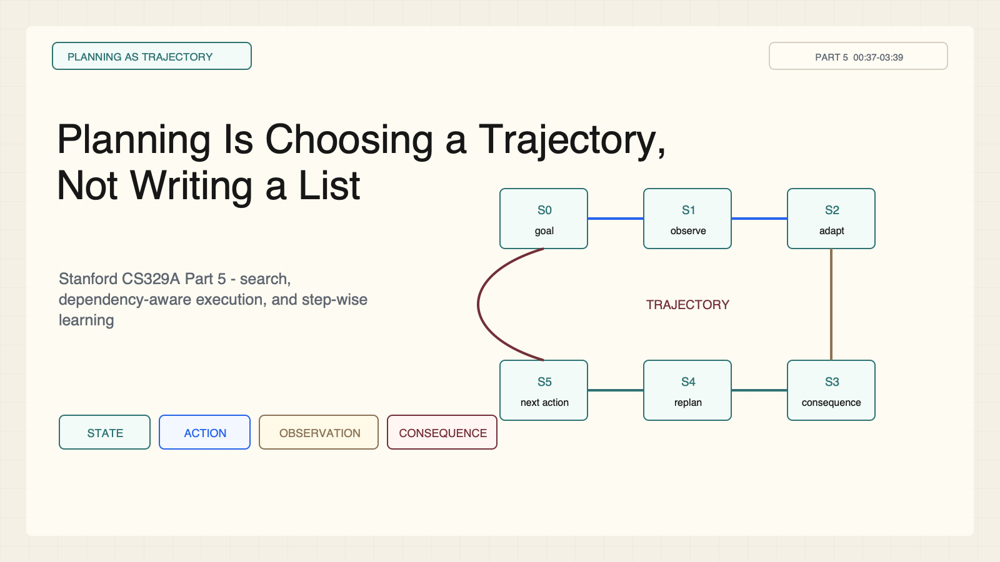 PLANNING AS TRAJECTORY
PART 5 00:37-03:39
Planning Is Choosing a Trajectory,
Not Writing a List
Stanford CS329A Part 5 - search,
dependency-aware execution, and step-wise
learning
S0
goal
S1
observe
S2
adapt
TRAJECTORY
S5
next action
S4
replan
S3
consequence
STATE
ACTION
OBSERVATION
CONSEQUENCE